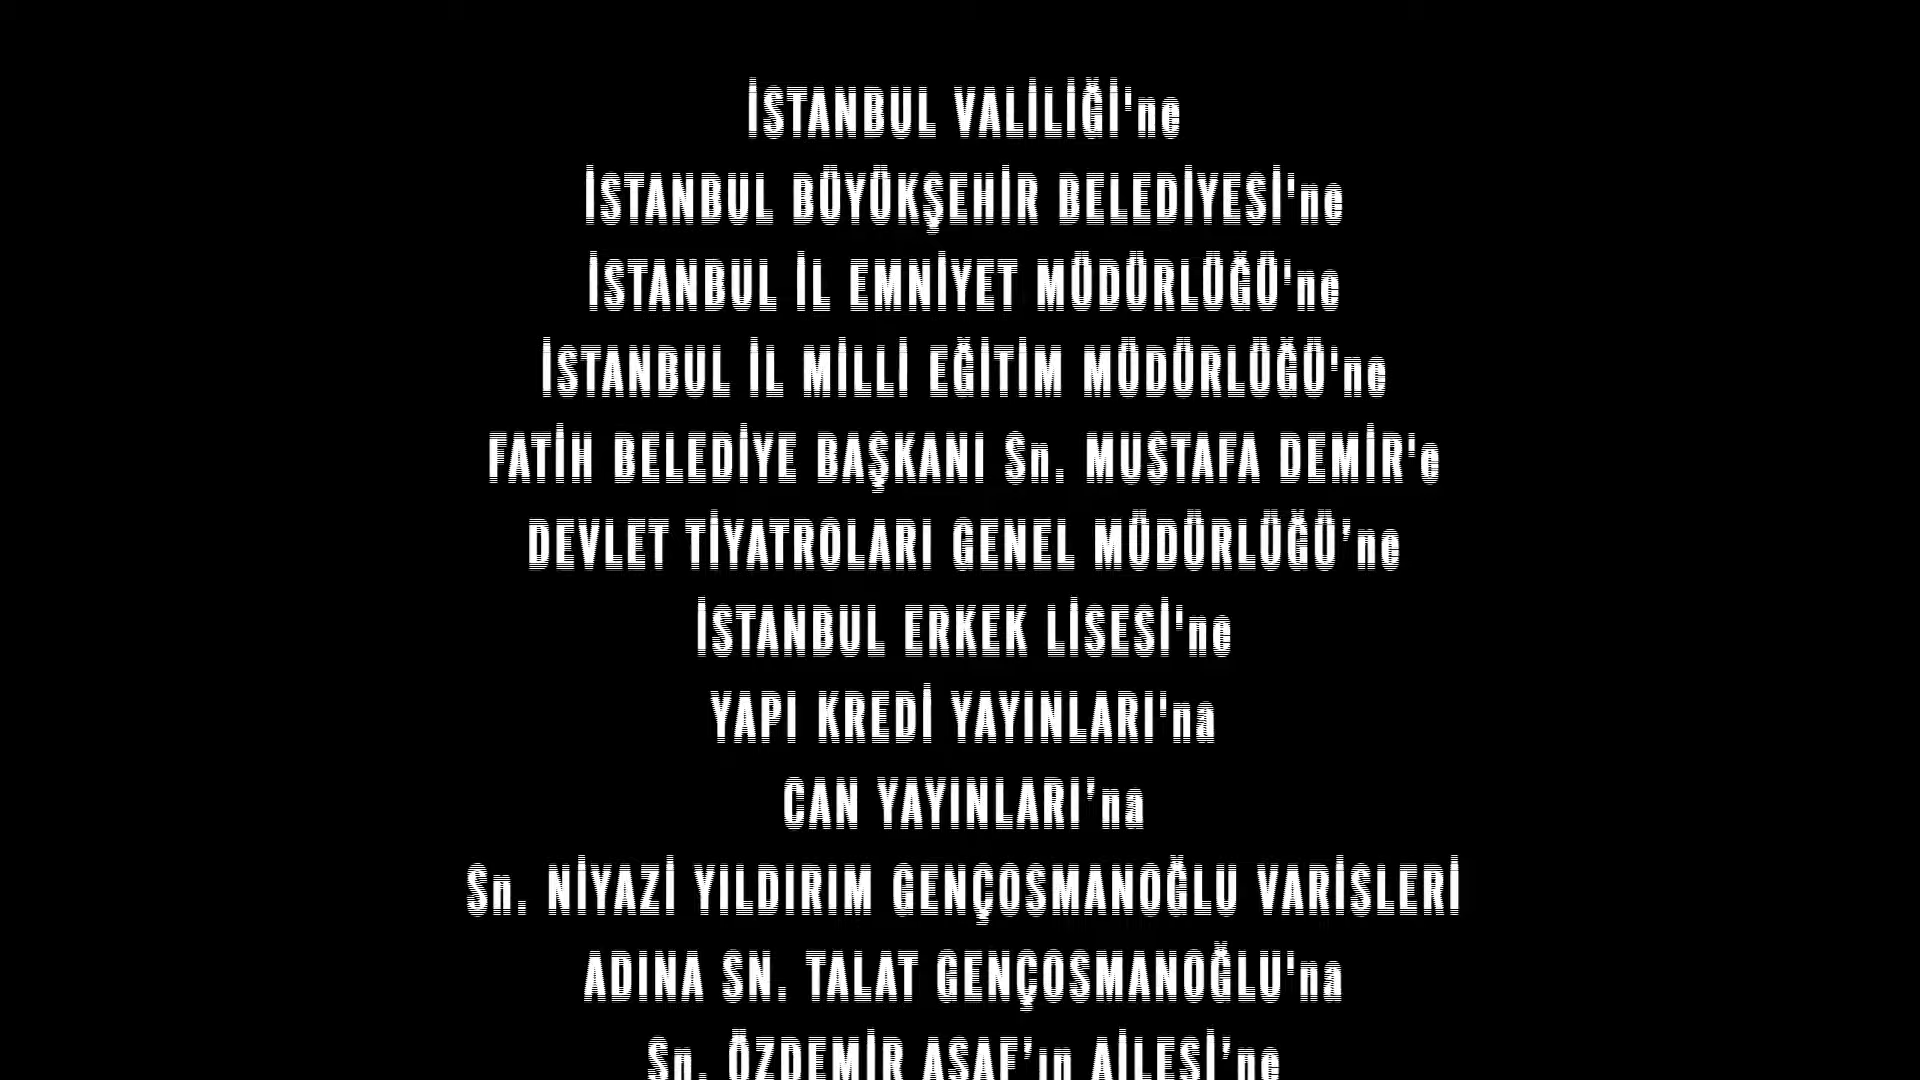 İSTANBUL VALİLİĞİ'ne
İSTANBUL BÜYÜKŞEHİR BELEDİYESİ'ne
İSTANBUL İL EMNİYET MÜDÜRLÜĞÜ'ne
İSTANBUL İL MİLLİ EĞİTİM MÜDÜRLÜĞÜ'ne
FATİH BELEDİYE BAŞKANI Sn. MUSTAFA DEMİR'e
DEVLET TİYATROLARI GENEL MÜDÜRLÜĞÜ’ne
İSTANBUL ERKEK LİSESİ'ne
YAPI KREDİ YAYINLARI'na
CAN YAYINLARI’na
Sn. NİYAZİ YILDIRIM GENÇOSMANOĞLU VARİSLERİ
ADINA SN. TALAT GENÇOSMANOĞLU'na
Sn. ÖZDEMİR ASAF’ın AİLESİ’ne